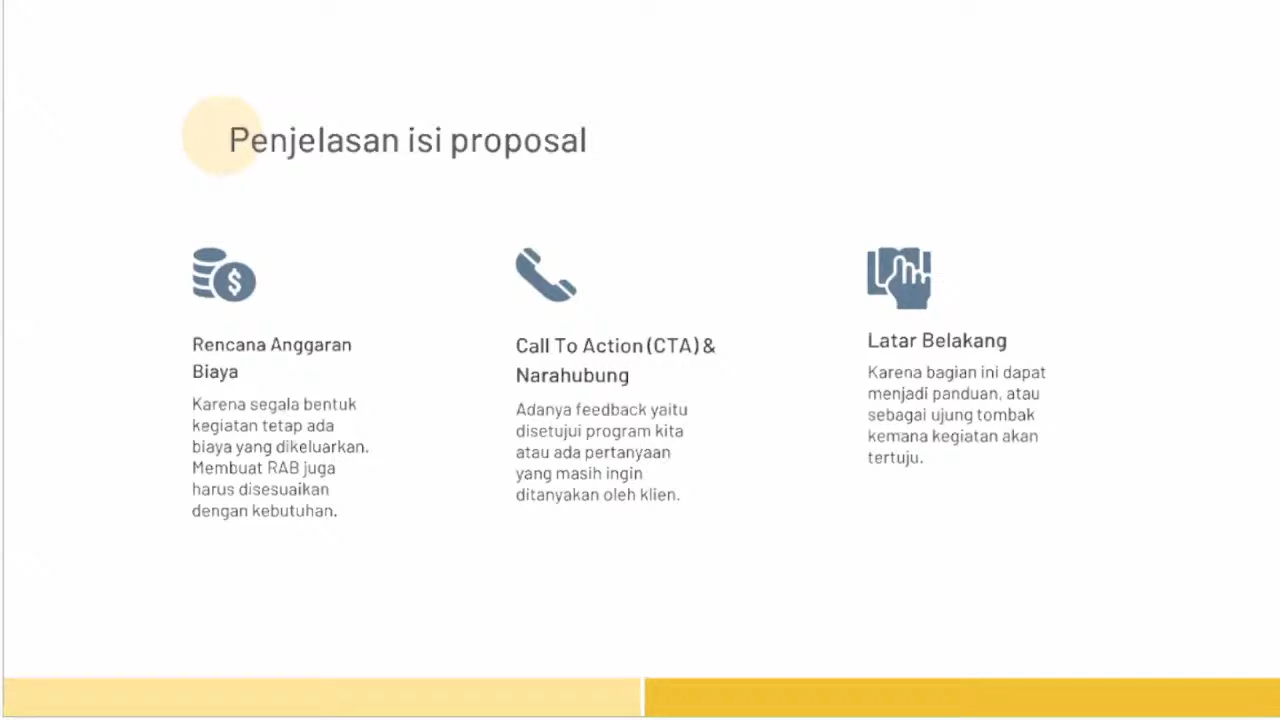 Penjelasan isi proposal
Rencana Anggaran
Biaya
Karena segala bentuk
kegiatan tetap ada
biaya yang dikeluarkan.
Membuat RAB juga
harus disesuaikan
dengan kebutuhan.
Call To Action (CTA) &
Narahubung
Adanya feedback yaitu
disetujui program kita
atau ada pertanyaan
yang masih ingin
ditanyakan oleh klien.
Latar Belakang
Karena bagian ini dapat
menjadi panduan, atau
sebagai ujung tombak
kemana kegiatan akan
tertuju.